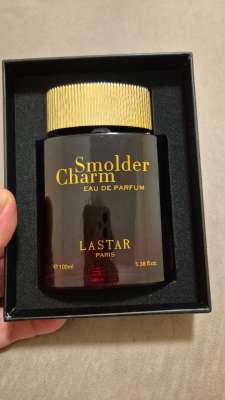 Smolder
Charm
EAU DE PARFUM
LASTAR
PARIS
℮ 100ml 3.38 fl.oz.